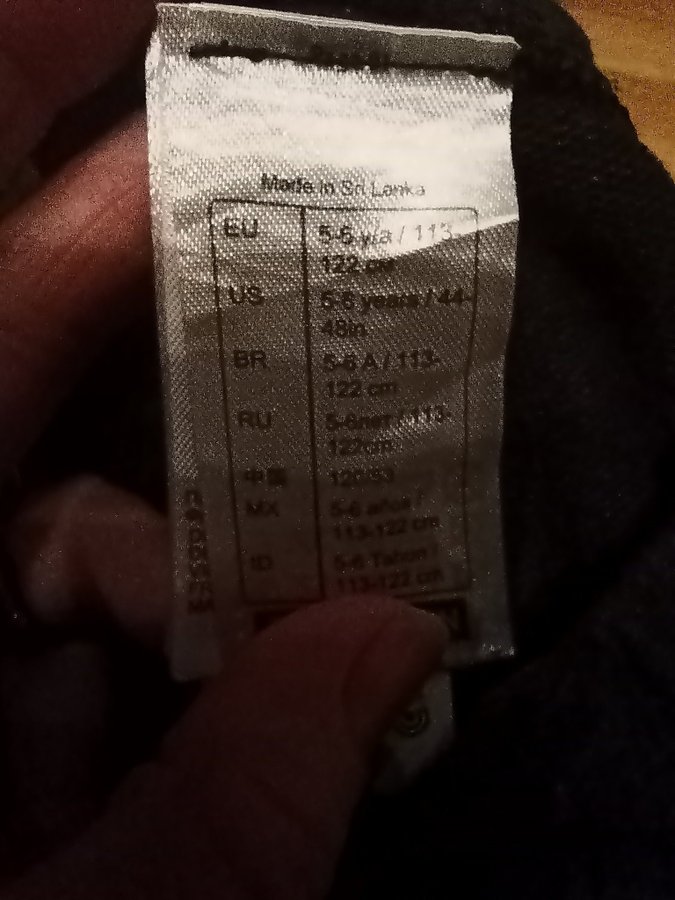 Made in Sri Lanka
EU 5-6 y/a / 113-
122 cm
US 5-6 years / 44-
48in
BR 5-6 A / 113-
122 cm
RU 5-6лет / 113-
122cm
中国 120/53
MX 5-6 años /
113-122 cm
ID 5-6 Tahun /
113-122 cm